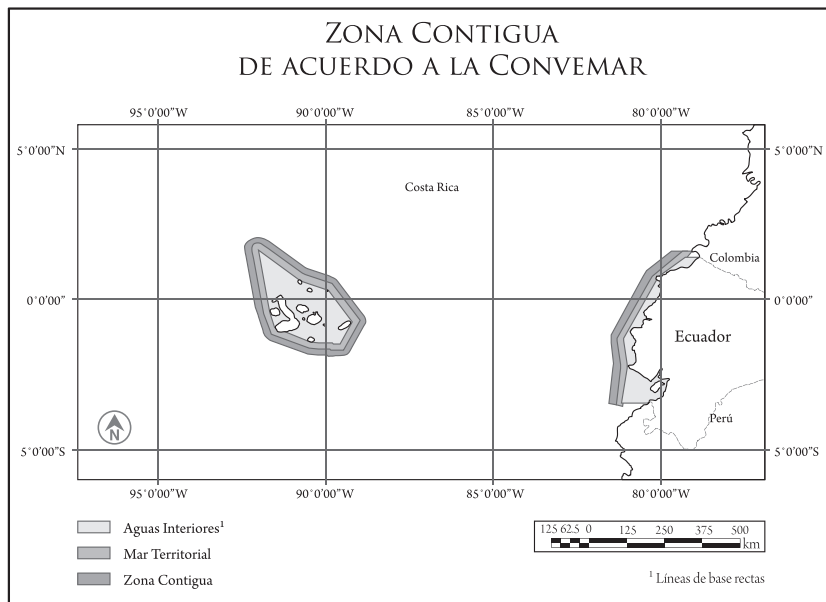 ZONA CONTIGUA
DE ACUERDO A LA CONVEMAR
95°0'00"W 90°0'00"W 85°0'00"W 80°0'00"W
5°0'00"N 5°0'00"N
Costa Rica
Colombia
0°0'00" 0°0'00"
Ecuador
Perú
N
5°0'00"S 5°0'00"S
95°0'00"W 90°0'00"W 85°0'00"W 80°0'00"W
Aguas Interiores¹
Mar Territorial
Zona Contigua
125 62.5 0 125 250 375 500
km
¹ Líneas de base rectas